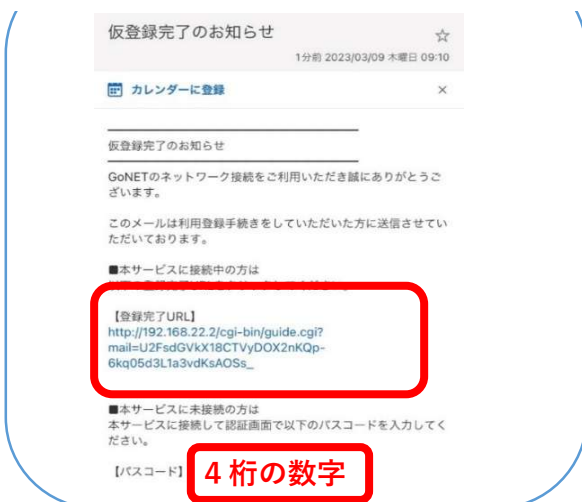 仮登録完了のお知らせ
1分前 2023/03/09 木曜日 09:10
カレンダーに登録
仮登録完了のお知らせ
GoNETのネットワーク接続をご利用いただき誠にありがとうご
ざいます。
このメールは利用登録手続きをしていただいた方に送信させてい
ただいております。
■本サービスに接続中の方は
【登録完了URL】
http://192.168.22.2/cgi-bin/guide.cgi?
mail=U2FsdGVkX18CTVyDOX2nKQp-
6kq05d3L1a3vdKsAOSs_
■本サービスに未接続の方は
本サービスに接続して認証画面で以下のパスコードを入力してく
ださい。
【パスコード】 4桁の数字